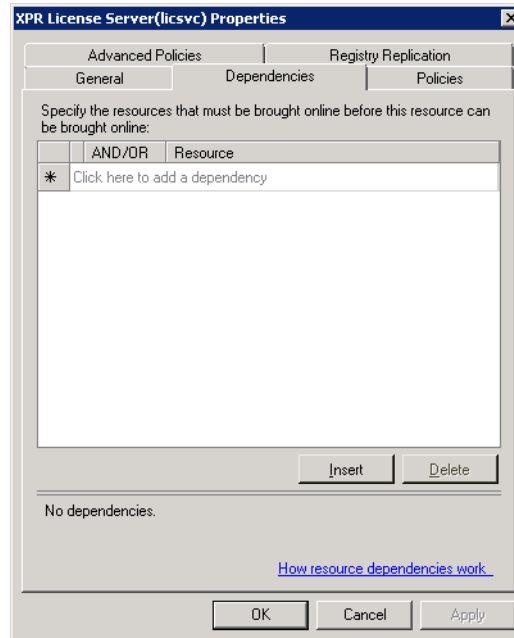 XPR License Server(licsvc) Properties
Advanced Policies Registry Replication
General Dependencies Policies
Specify the resources that must be brought online before this resource can
be brought online:
AND/OR Resource
* Click here to add a dependency
Insert Delete
No dependencies.
How resource dependencies work
OK Cancel Apply